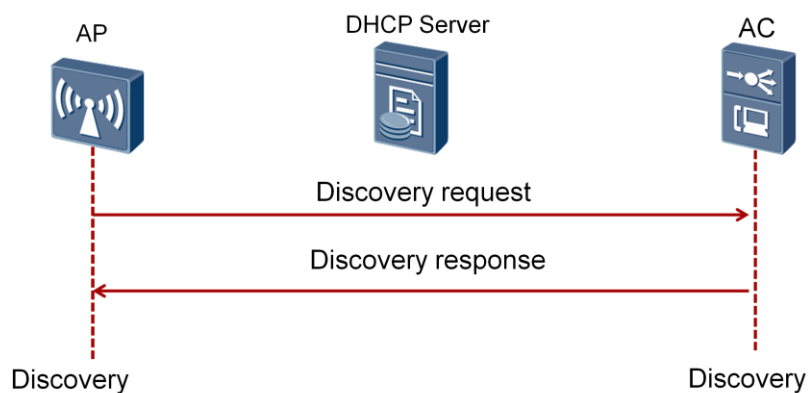 AP
DHCP Server
AC
Discovery request
Discovery response
Discovery
Discovery